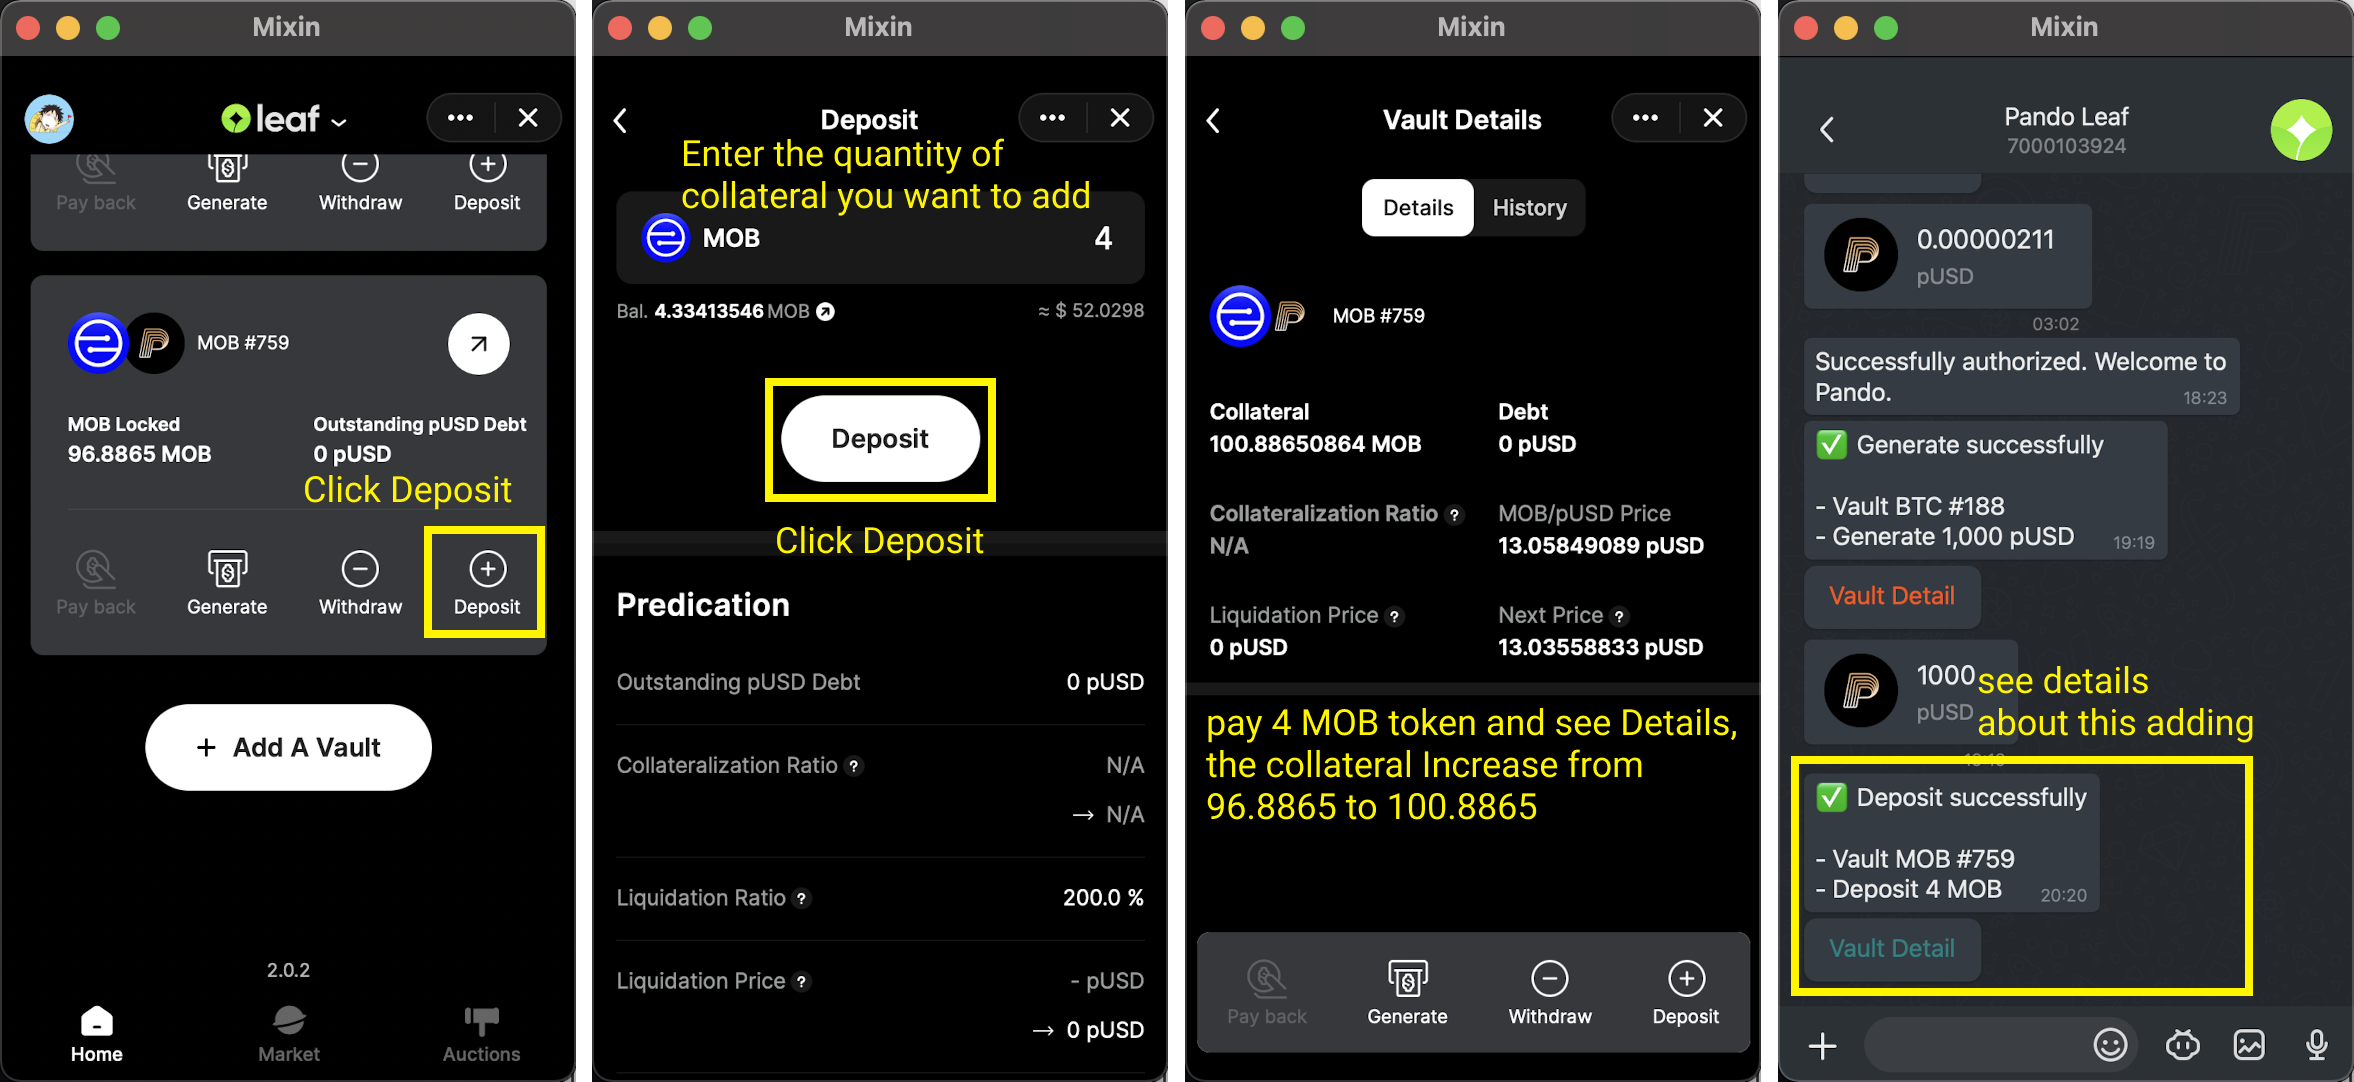 Mixin
leaf
Pay back
Generate
Withdraw
Deposit
MOB #759
MOB Locked
96.8865 MOB
Outstanding pUSD Debt
0 pUSD
Click Deposit
Pay back
Generate
Withdraw
Deposit
+ Add A Vault
2.0.2
Home
Market
Auctions
Mixin
Deposit
Enter the quantity of
collateral you want to add
MOB
4
Bal. 4.33413546 MOB
≈ $ 52.0298
Deposit
Click Deposit
Predication
Outstanding pUSD Debt
0 pUSD
Collateralization Ratio ?
N/A
→ N/A
Liquidation Ratio ?
200.0 %
Liquidation Price ?
- pUSD
→ 0 pUSD
Mixin
Vault Details
Details
History
MOB #759
Collateral
100.88650864 MOB
Debt
0 pUSD
Collateralization Ratio ?
N/A
MOB/pUSD Price
13.05849089 pUSD
Liquidation Price ?
0 pUSD
Next Price ?
13.03558833 pUSD
pay 4 MOB token and see Details,
the collateral Increase from
96.8865 to 100.8865
Pay back
Generate
Withdraw
Deposit
Mixin
Pando Leaf
7000103924
0.00000211
pUSD
03:02
Successfully authorized. Welcome to
Pando.
18:23
✅ Generate successfully
- Vault BTC #188
- Generate 1,000 pUSD
19:19
Vault Detail
1000
pUSD
see details
about this adding
✅ Deposit successfully
- Vault MOB #759
- Deposit 4 MOB
20:20
Vault Detail